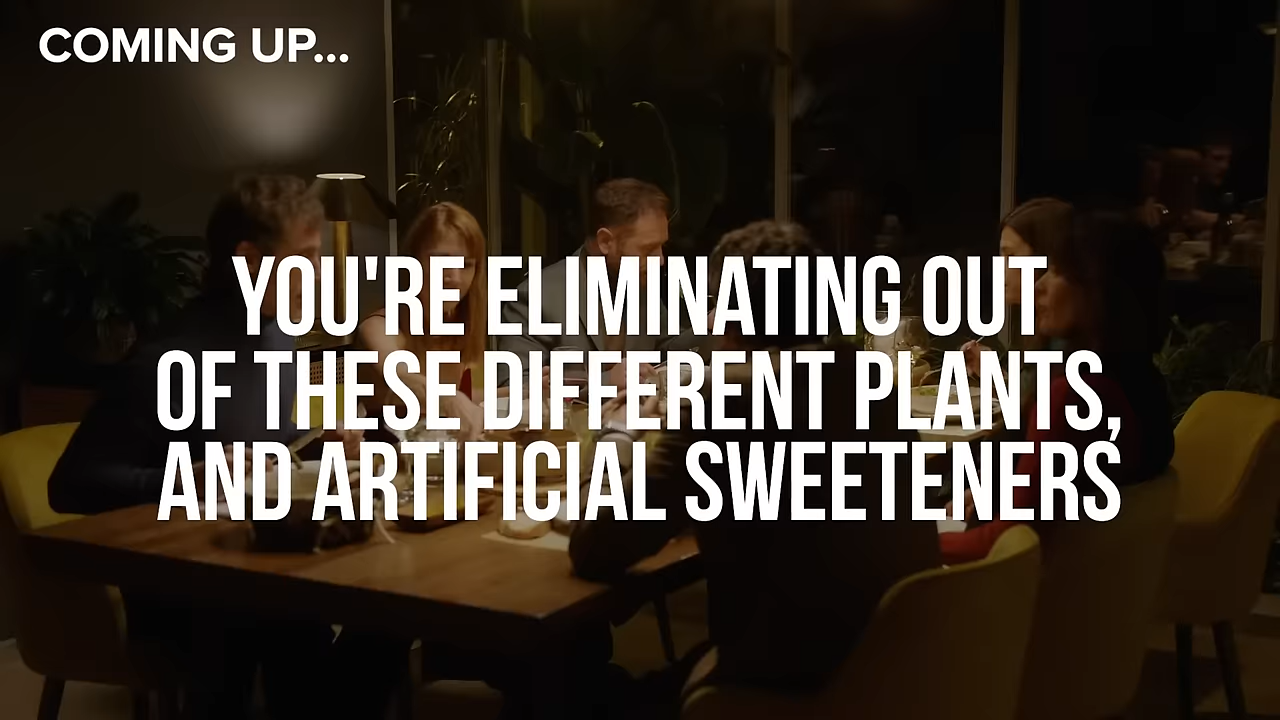 COMING UP...
YOU'RE ELIMINATING OUT
OF THESE DIFFERENT PLANTS,
AND ARTIFICIAL SWEETENERS